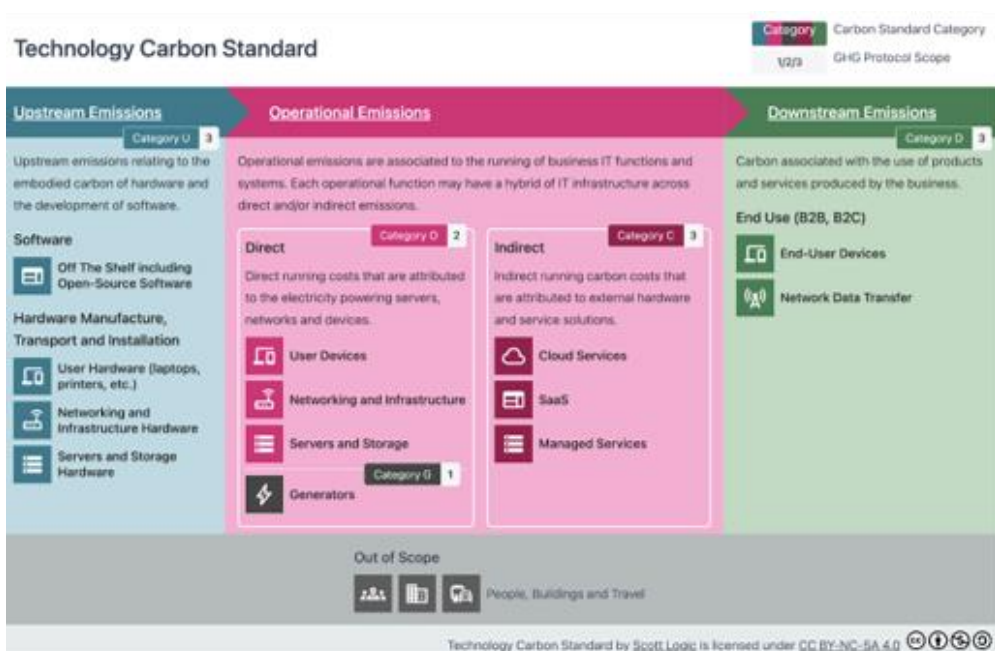 Technology Carbon Standard
Category
Carbon Standard Category
1/2/3
GHG Protocol Scope
Upstream Emissions
Category U 3
Upstream emissions relating to the
embodied carbon of hardware and
the development of software.
Software
Off The Shelf including
Open-Source Software
Hardware Manufacture,
Transport and Installation
User Hardware (laptops,
printers, etc.)
Networking and
Infrastructure Hardware
Servers and Storage
Hardware
Operational Emissions
Operational emissions are associated to the running of business IT functions and
systems. Each operational function may have a hybrid of IT infrastructure across
direct and/or indirect emissions.
Category O 2
Direct
Direct running costs that are attributed
to the electricity powering servers,
networks and devices.
User Devices
Networking and Infrastructure
Servers and Storage
Category G 1
Generators
Category C 3
Indirect
Indirect running carbon costs that
are attributed to external hardware
and service solutions.
Cloud Services
SaaS
Managed Services
Downstream Emissions
Category D 3
Carbon associated with the use of products
and services produced by the business.
End Use (B2B, B2C)
End-User Devices
Network Data Transfer
Out of Scope
People, Buildings and Travel
Technology Carbon Standard by Scott Logic is licensed under CC BY-NC-SA 4.0